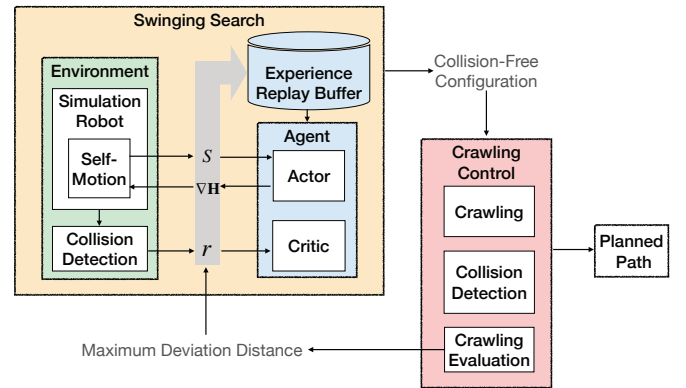 Swinging Search
Environment
Simulation
Robot
Self-
Motion
Collision
Detection
S
∇H
r
Experience
Replay Buffer
Agent
Actor
Critic
Collision-Free
Configuration
Crawling
Control
Crawling
Collision
Detection
Crawling
Evaluation
Planned
Path
Maximum Deviation Distance